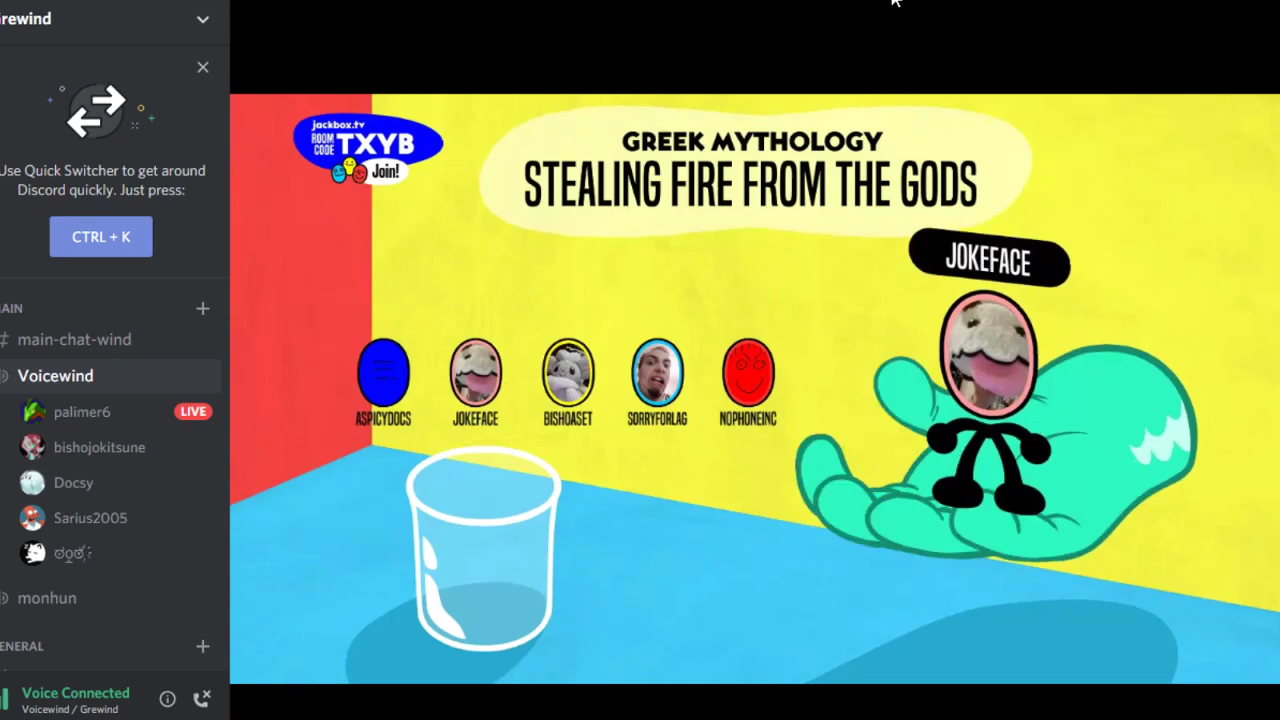 rewind
Use Quick Switcher to get around
Discord quickly. Just press:
CTRL + K
AIN
main-chat-wind
Voicewind
palimer6
LIVE
bishojokitsune
Docsy
Sarius2005
monhun
ENERAL
Voice Connected
Voicewind / Grewind
jackbox.tv
ROOM
CODE
TXYB
Join!
GREEK MYTHOLOGY
STEALING FIRE FROM THE GODS
JOKEFACE
ASPICYDOCS
JOKEFACE
BISHOASET
SORRYFORLAG
NOPHONEINC